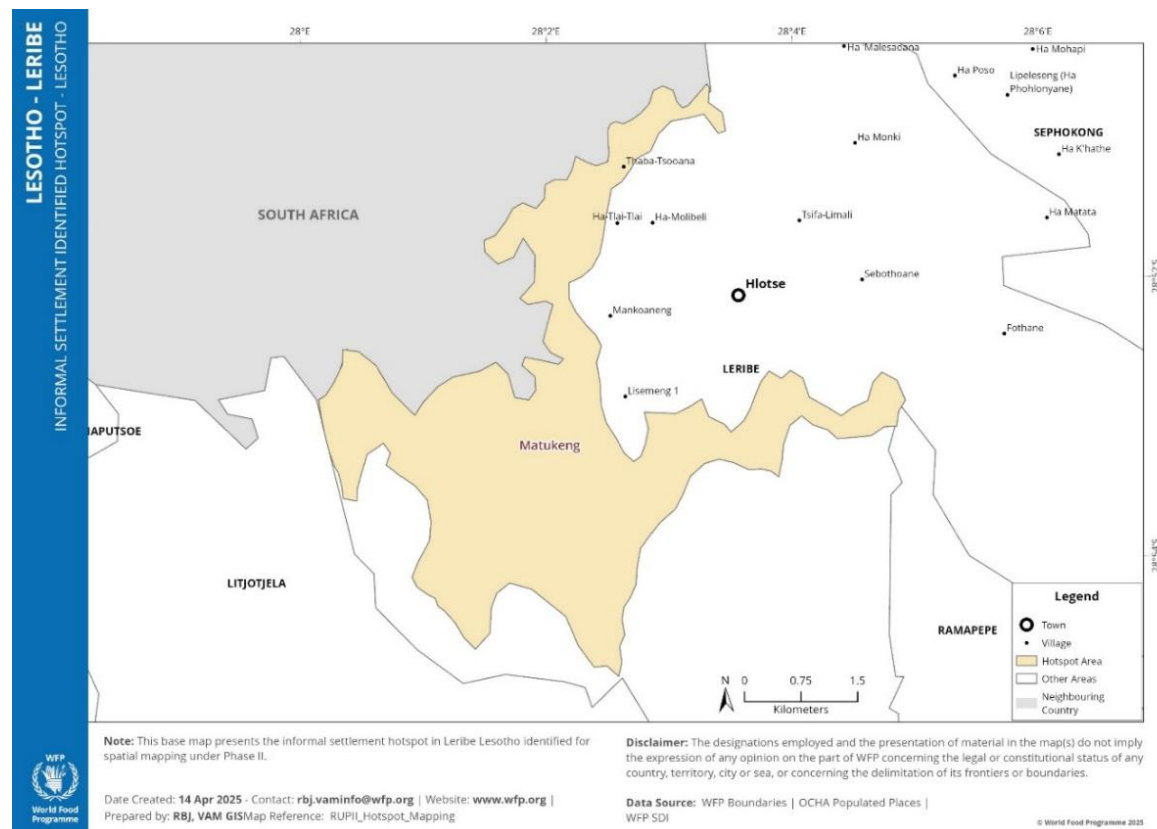 LESOTHO - LERIBE
INFORMAL SETTLEMENT IDENTIFIED HOTSPOT - LESOTHO
28°0'E
28°2'E
28°4'E
28°6'E
Ha 'Malesadana
Ha Mohapi
Ha Poso
Lipeleseng (Ha
Phohlonyane)
SEPHOKONG
Ha Monki
Ha K'hathe
Thaba-Tsooana
SOUTH AFRICA
Ha-Tlai-Tlai
Ha-Molibeli
Tsifa-Limali
Ha Matata
Sebothoane
28°52'S
Hlotse
Mankoaneng
Fothane
LERIBE
Lisemeng 1
IAPUTSOE
Matukeng
28°54'S
LITJOTJELA
RAMAPEPE
Legend
Town
Village
Hotspot Area
Other Areas
Neighbouring
Country
N 0 0.75 1.5
Kilometers
Note: This base map presents the informal settlement hotspot in Leribe Lesotho identified for
spatial mapping under Phase II.
Date Created: 14 Apr 2025 - Contact: rbj.vaminfo@wfp.org | Website: www.wfp.org |
Prepared by: RBJ, VAM GISMap Reference: RUPII_Hotspot_Mapping
Disclaimer: The designations employed and the presentation of material in the map(s) do not imply
the expression of any opinion on the part of WFP concerning the legal or constitutional status of any
country, territory, city or sea, or concerning the delimitation of its frontiers or boundaries.
Data Source: WFP Boundaries | OCHA Populated Places |
WFP SDI
© World Food Programme 2025
WFP
World Food
Programme